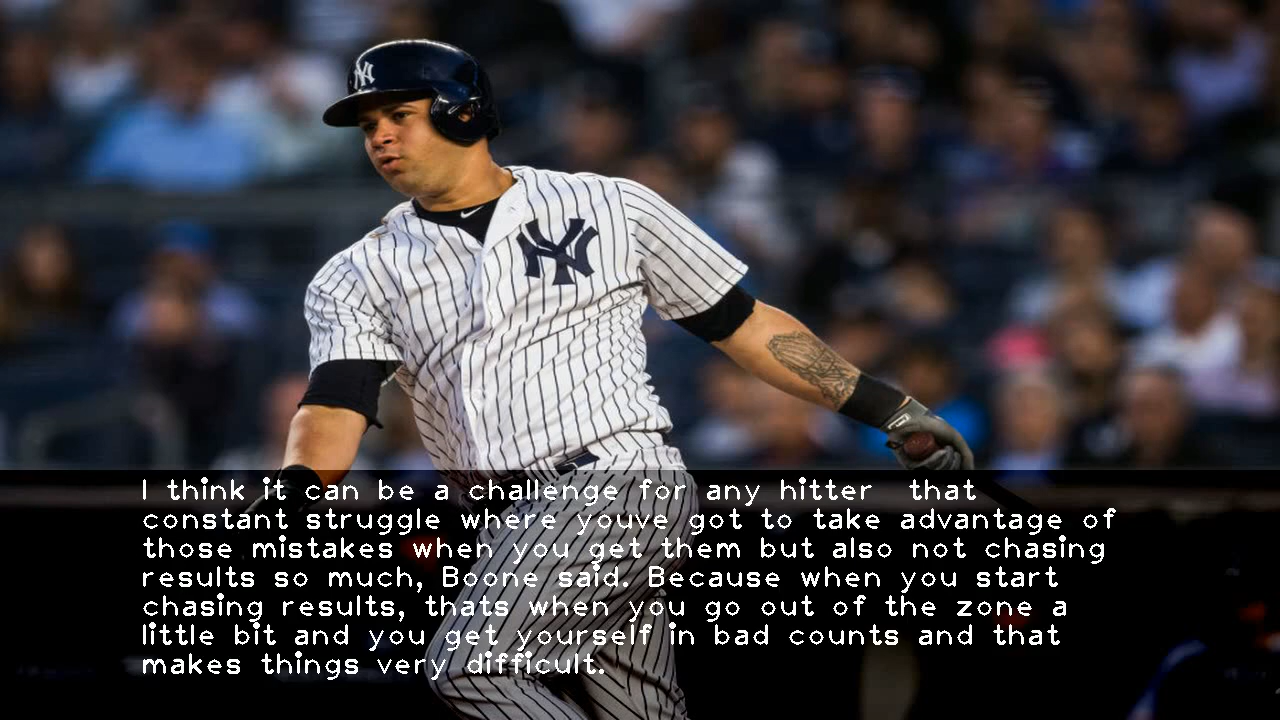 NY
NY
I think it can be a challenge for any hitter  that
constant struggle where youve got to take advantage of
those mistakes when you get them but also not chasing
results so much, Boone said. Because when you start
chasing results, thats when you go out of the zone a
little bit and you get yourself in bad counts and that
makes things very difficult.